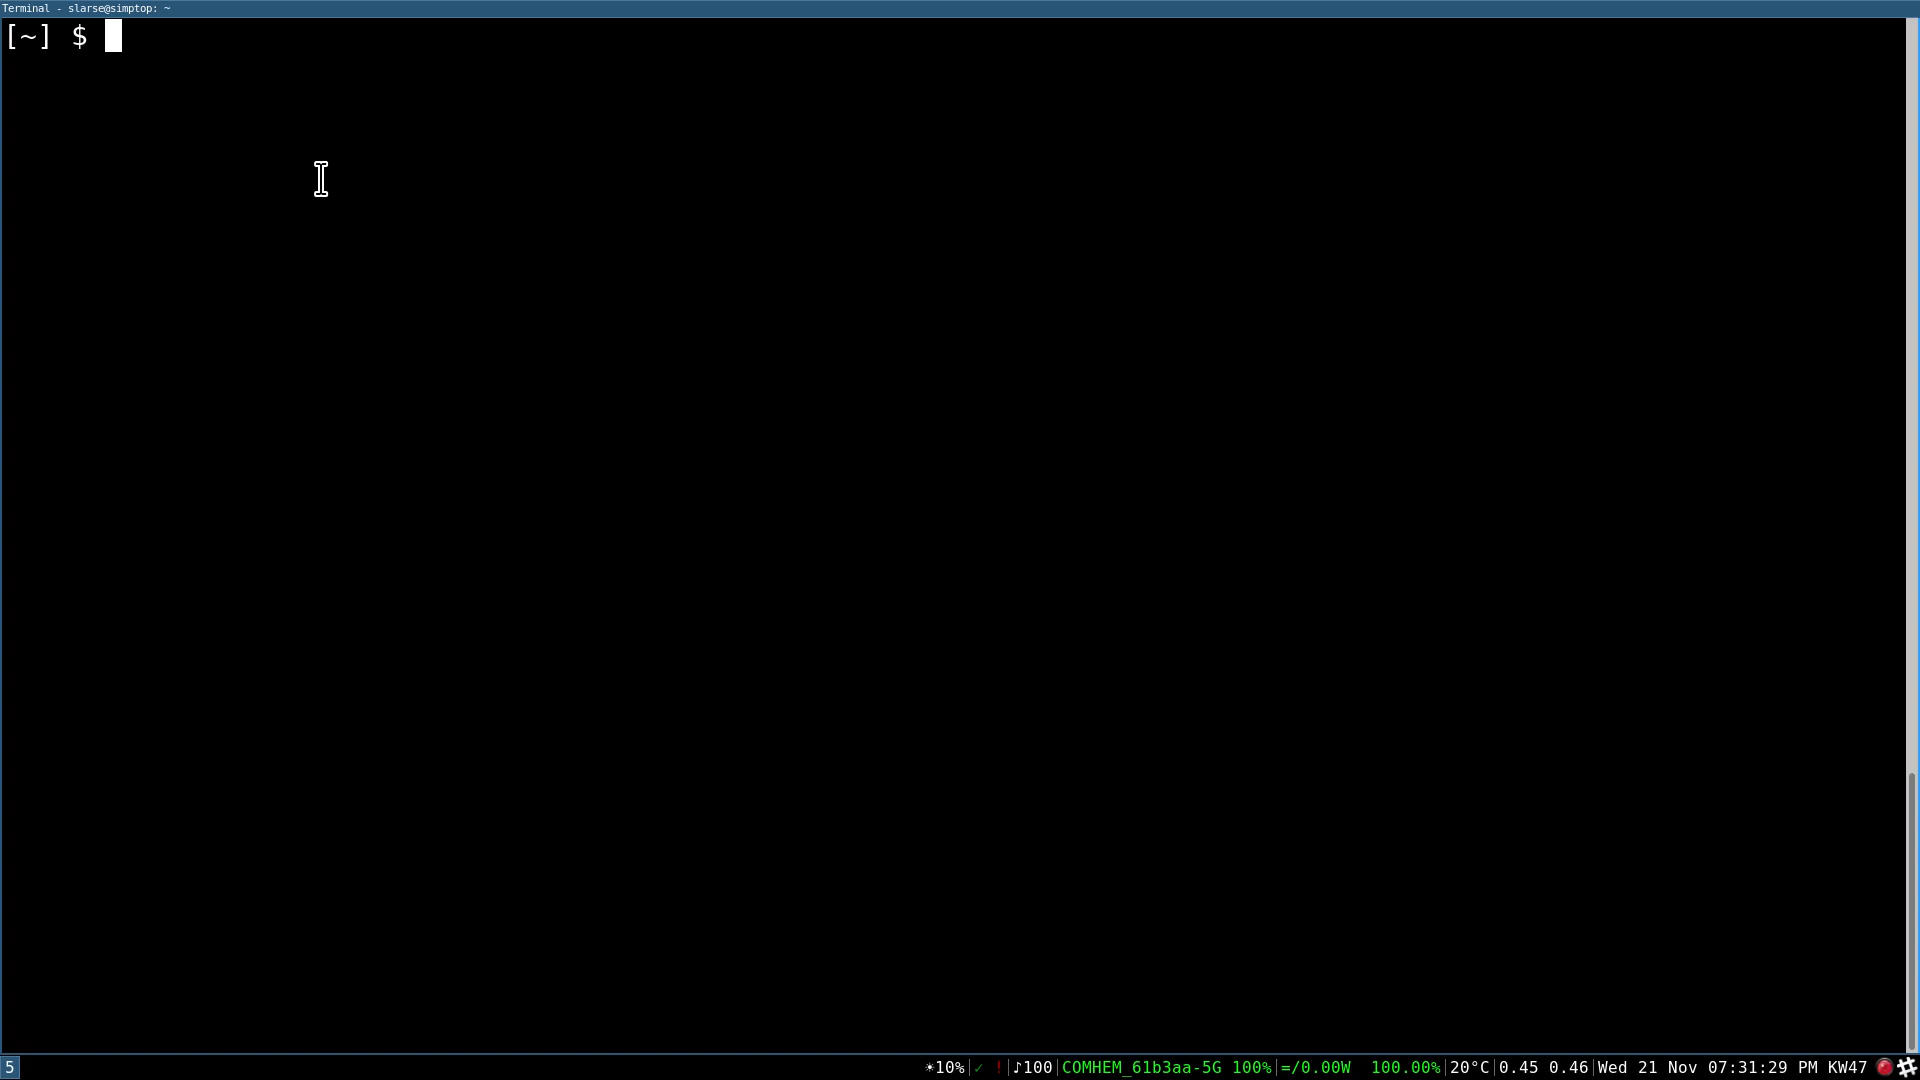 Terminal - slarse@simptop: ~
[~] $
5
☀10%|✓ !|♪100|COMHEM_61b3aa-5G 100%|=/0.00W  100.00%|20°C|0.45 0.46|Wed 21 Nov 07:31:29 PM KW47